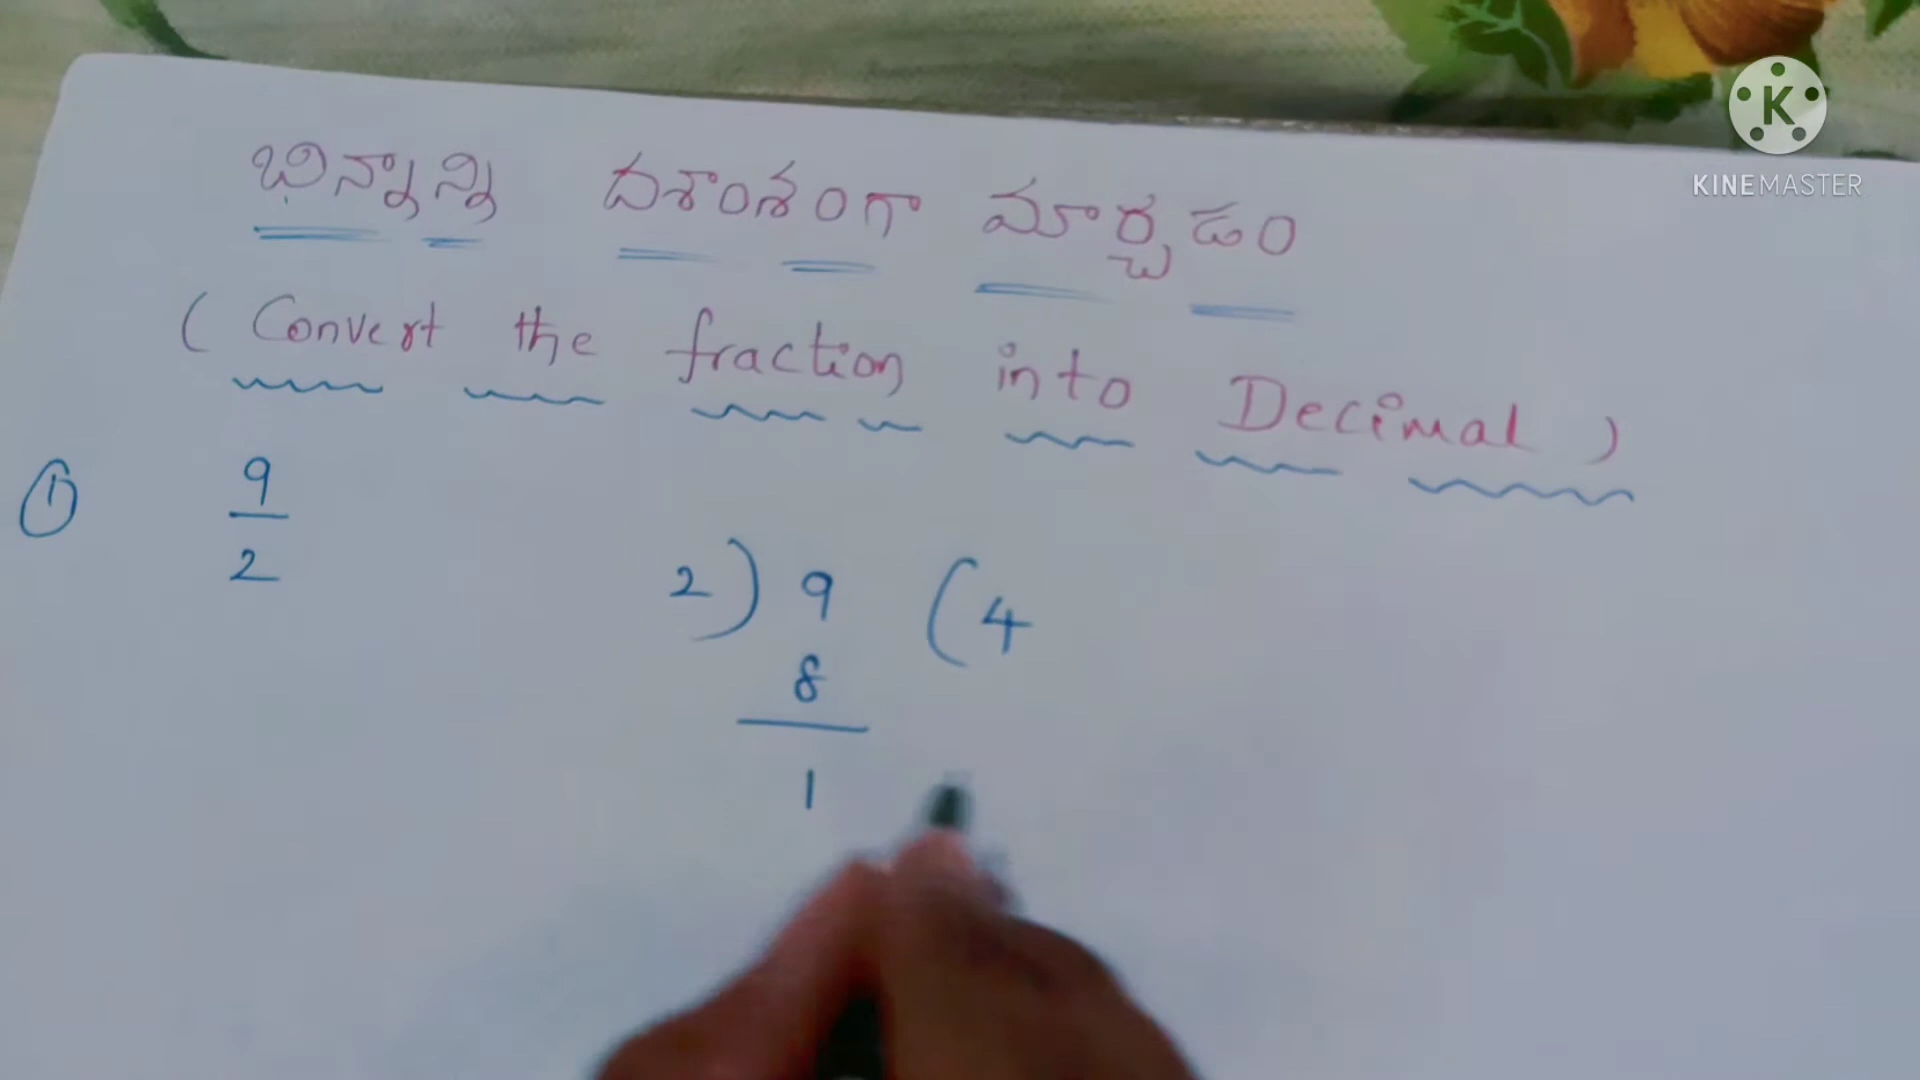 భిన్నాన్ని దశాంశంగా మార్చడం
( Convert the fraction into Decimal )
① 9/2
2 ) 9 ( 4
8
1
K
KINEMASTER